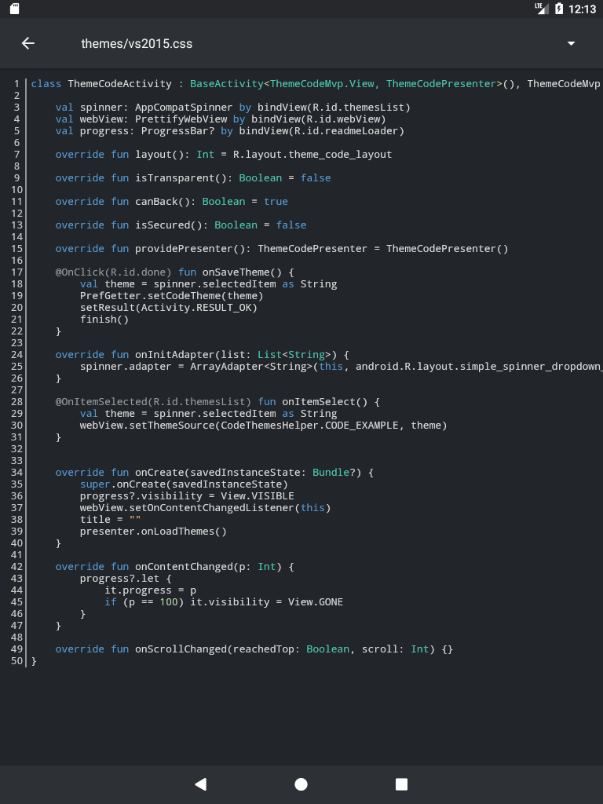 LTE 12:13
themes/vs2015.css
1 class ThemeCodeActivity : BaseActivity<ThemeCodeMvp.View, ThemeCodePresenter>(), ThemeCodeMvp
2
3     val spinner: AppCompatSpinner by bindView(R.id.themesList)
4     val webView: PrettifyWebView by bindView(R.id.webView)
5     val progress: ProgressBar? by bindView(R.id.readmeLoader)
6
7     override fun layout(): Int = R.layout.theme_code_layout
8
9     override fun isTransparent(): Boolean = false
10
11     override fun canBack(): Boolean = true
12
13     override fun isSecured(): Boolean = false
14
15     override fun providePresenter(): ThemeCodePresenter = ThemeCodePresenter()
16
17     @OnClick(R.id.done) fun onSaveTheme() {
18         val theme = spinner.selectedItem as String
19         PrefGetter.setCodeTheme(theme)
20         setResult(Activity.RESULT_OK)
21         finish()
22     }
23
24     override fun onInitAdapter(list: List<String>) {
25         spinner.adapter = ArrayAdapter<String>(this, android.R.layout.simple_spinner_dropdown_
26     }
27
28     @OnItemSelected(R.id.themesList) fun onItemSelect() {
29         val theme = spinner.selectedItem as String
30         webView.setThemeSource(CodeThemesHelper.CODE_EXAMPLE, theme)
31     }
32
33
34     override fun onCreate(savedInstanceState: Bundle?) {
35         super.onCreate(savedInstanceState)
36         progress?.visibility = View.VISIBLE
37         webView.setOnContentChangedListener(this)
38         title = ""
39         presenter.onLoadThemes()
40     }
41
42     override fun onContentChanged(p: Int) {
43         progress?.let {
44             it.progress = p
45             if (p == 100) it.visibility = View.GONE
46         }
47     }
48
49     override fun onScrollChanged(reachedTop: Boolean, scroll: Int) {}
50 }